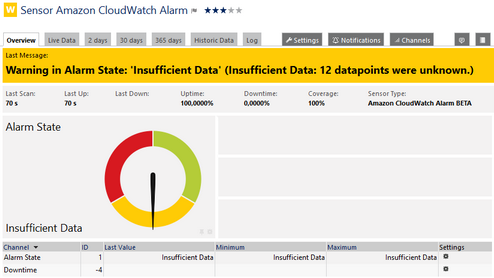 W Sensor Amazon CloudWatch Alarm
Overview Live Data 2 days 30 days 365 days Historic Data Log Settings Notifications Channels
Last Message:
Warning in Alarm State: 'Insufficient Data' (Insufficient Data: 12 datapoints were unknown.)
Last Scan: Last Up: Last Down: Uptime: Downtime: Coverage: Sensor Type:
70 s 70 s 100,0000% 0,0000% 100% Amazon CloudWatch Alarm BETA
Alarm State
Insufficient Data
Channel ID Last Value Minimum Maximum Settings
Alarm State 1 Insufficient Data Insufficient Data Insufficient Data
Downtime -4